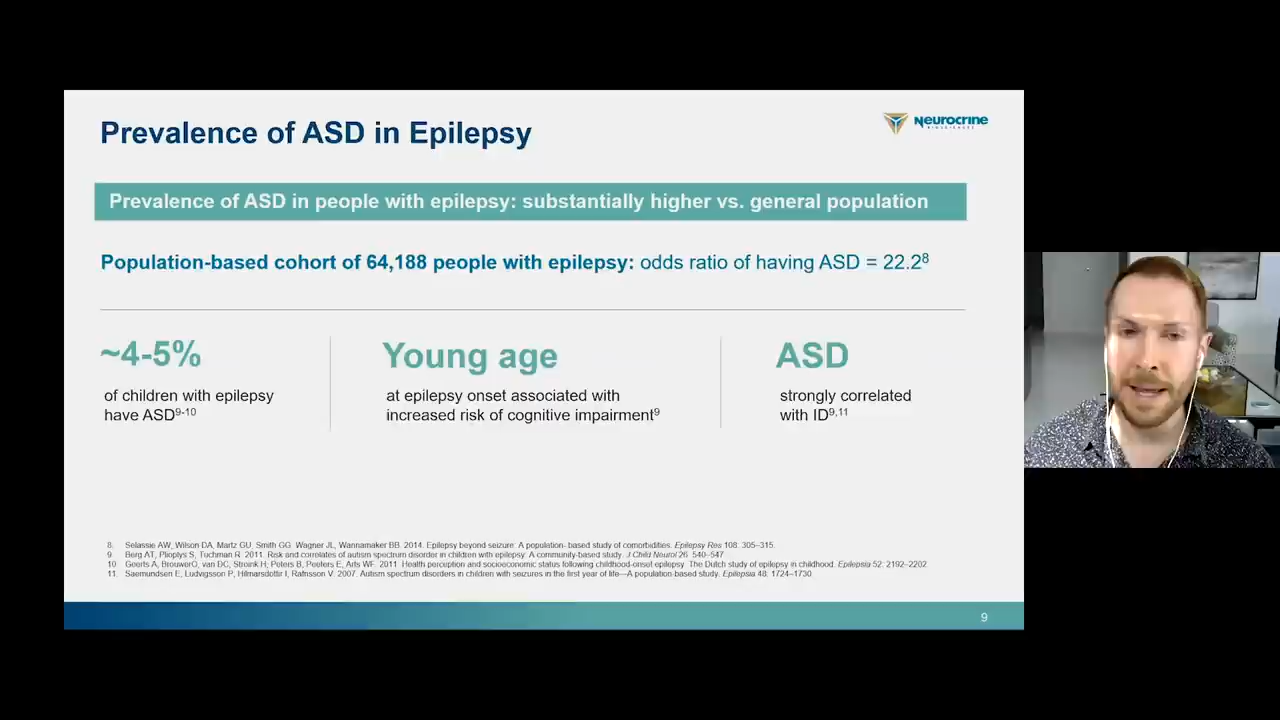 Prevalence of ASD in Epilepsy
Neurocrine
BIOSCIENCES
Prevalence of ASD in people with epilepsy: substantially higher vs. general population
Population-based cohort of 64,188 people with epilepsy: odds ratio of having ASD = 22.2⁸
~4-5%
of children with epilepsy
have ASD⁹⁻¹⁰
Young age
at epilepsy onset associated with
increased risk of cognitive impairment⁹
ASD
strongly correlated
with ID⁹,¹¹
8. Selassie AW, Wilson DA, Martz GU, Smith GG. Wagner JL, Wannamaker BB. 2014. Epilepsy beyond seizure: A population- based study of comorbidities. Epilepsy Res 108: 305–315.
9. Berg AT, Plioplys S, Tuchman R. 2011. Risk and correlates of autism spectrum disorder in children with epilepsy: A community-based study. J Child Neurol 26: 540–547
10 Geerts A, BrouwerO, van DC, Stroink H; Peters B, Peeters E, Arts WF. 2011. Health perception and socioeconomic status following childhood-onset epilepsy: The Dutch study of epilepsy in childhood. Epilepsia 52: 2192–2202
11. Saemundsen E, Ludvigsson P, Hilmarsdottir I, Rafnsson V. 2007. Autism spectrum disorders in children with seizures in the first year of life—A population-based study. Epilepsia 48: 1724–1730
9